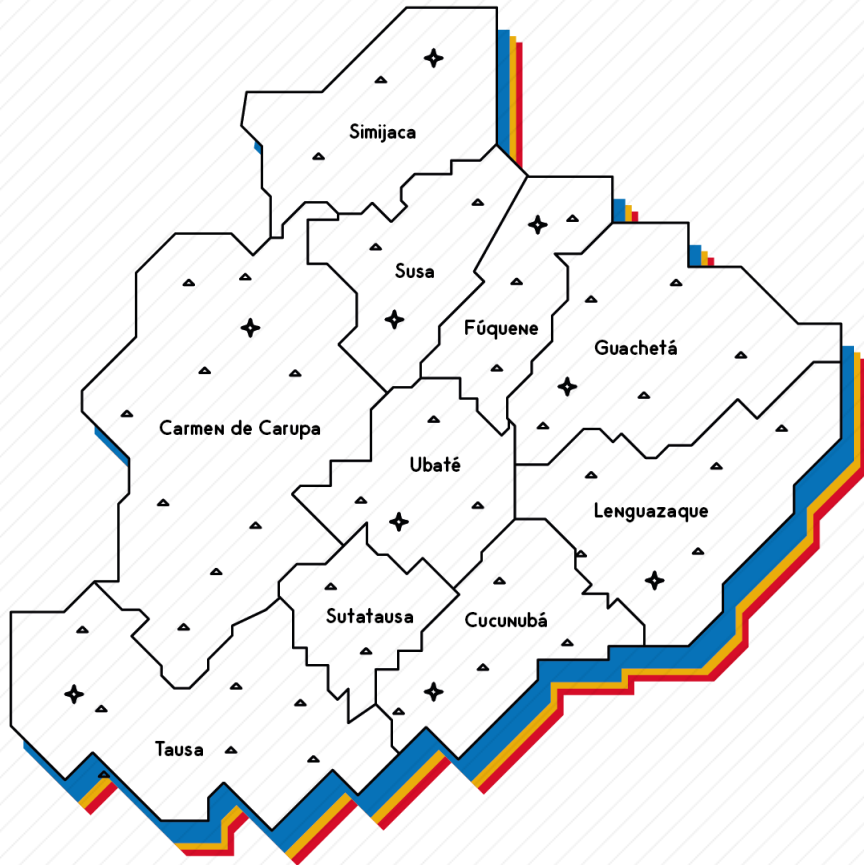 Simijaca
Susa
Fúquene
Guachetá
Carmen de Carupa
Ubaté
Lenguazaque
Sutatausa
Cucunubá
Tausa